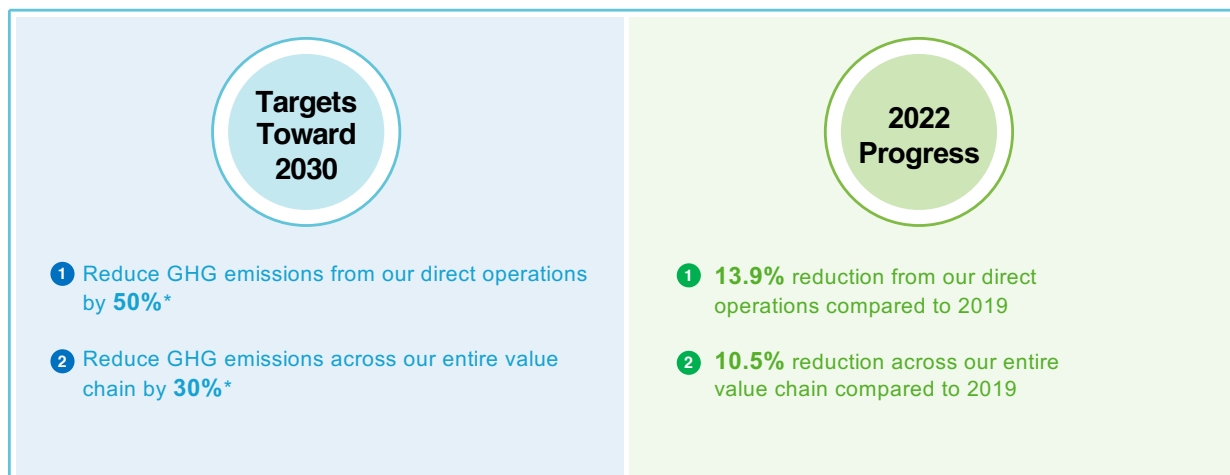 Targets
Toward
2030
1 Reduce GHG emissions from our direct operations
by 50%*
2 Reduce GHG emissions across our entire value
chain by 30%*
2022
Progress
1 13.9% reduction from our direct
operations compared to 2019
2 10.5% reduction across our entire
value chain compared to 2019